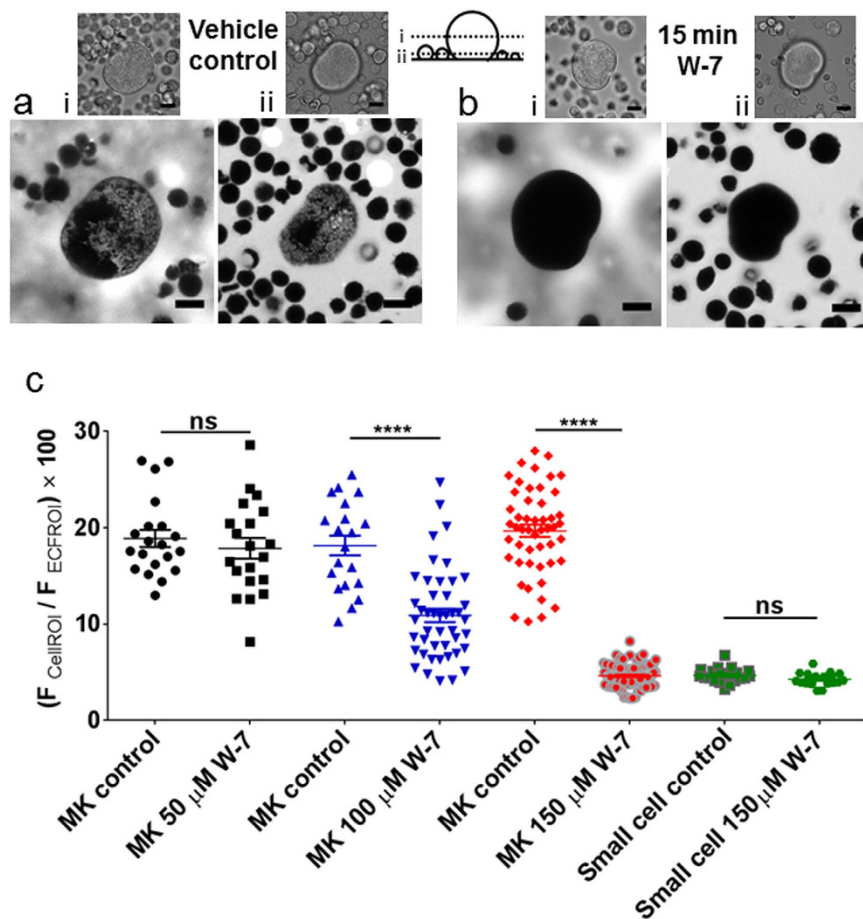 Vehicle
control
i
ii
15 min
W-7
a
i
ii
b
i
ii
c
(F CellROI / F ECFROI) × 100
30
20
10
0
ns
****
****
ns
MK control
MK 50 µM W-7
MK control
MK 100 µM W-7
MK control
MK 150 µM W-7
Small cell control
Small cell 150µM W-7